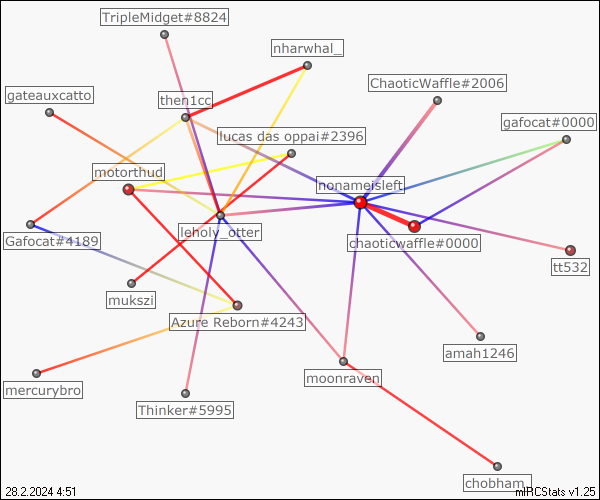 TripleMidget#8824
nharwhal_
ChaoticWaffle#2006
gateauxcatto
then1cc
gafocat#0000
lucas das oppai#2396
motorthud
nonameisleft
Gafocat#4189
leholy_otter
chaoticwaffle#0000
tt532
mukszi
Azure Reborn#4243
amah1246
moonraven
mercurybro
Thinker#5995
chobham_
28.2.2024 4:51
mIRCStats v1.25